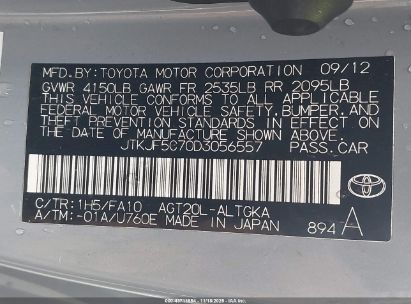 MFD.BY:TOYOTA MOTOR CORPORATION 09/12
GVWR 4150LB GAWR FR 2535LB RR 2095LB
THIS VEHICLE CONFORMS TO ALL APPLICABLE
FEDERAL MOTOR VEHICLE SAFETY,BUMPER,AND
THEFT PREVENTION STANDARDS IN EFFECT ON
THE DATE OF MANUFACTURE SHOWN ABOVE.
JTKJF5C70D3056557 PASS.CAR
C/TR:1H5/FA10 AGT20L-ALTGKA
A/TM:-01A/U760E MADE IN JAPAN 894 A
TOYOTA